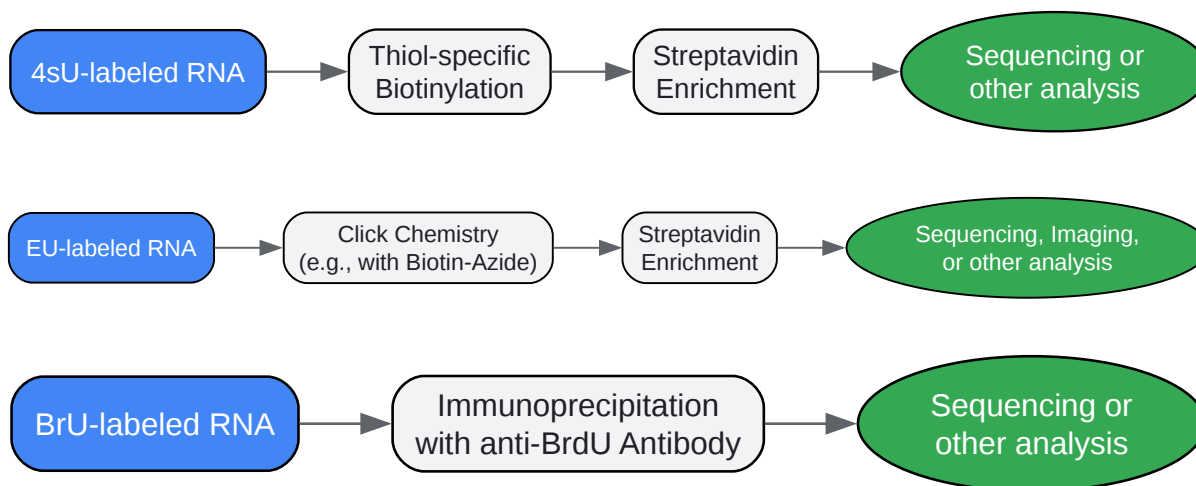 4sU-labeled RNA
Thiol-specific
Biotinylation
Streptavidin
Enrichment
Sequencing or
other analysis
EU-labeled RNA
Click Chemistry
(e.g., with Biotin-Azide)
Streptavidin
Enrichment
Sequencing, Imaging,
or other analysis
BrU-labeled RNA
Immunoprecipitation
with anti-BrdU Antibody
Sequencing or
other analysis